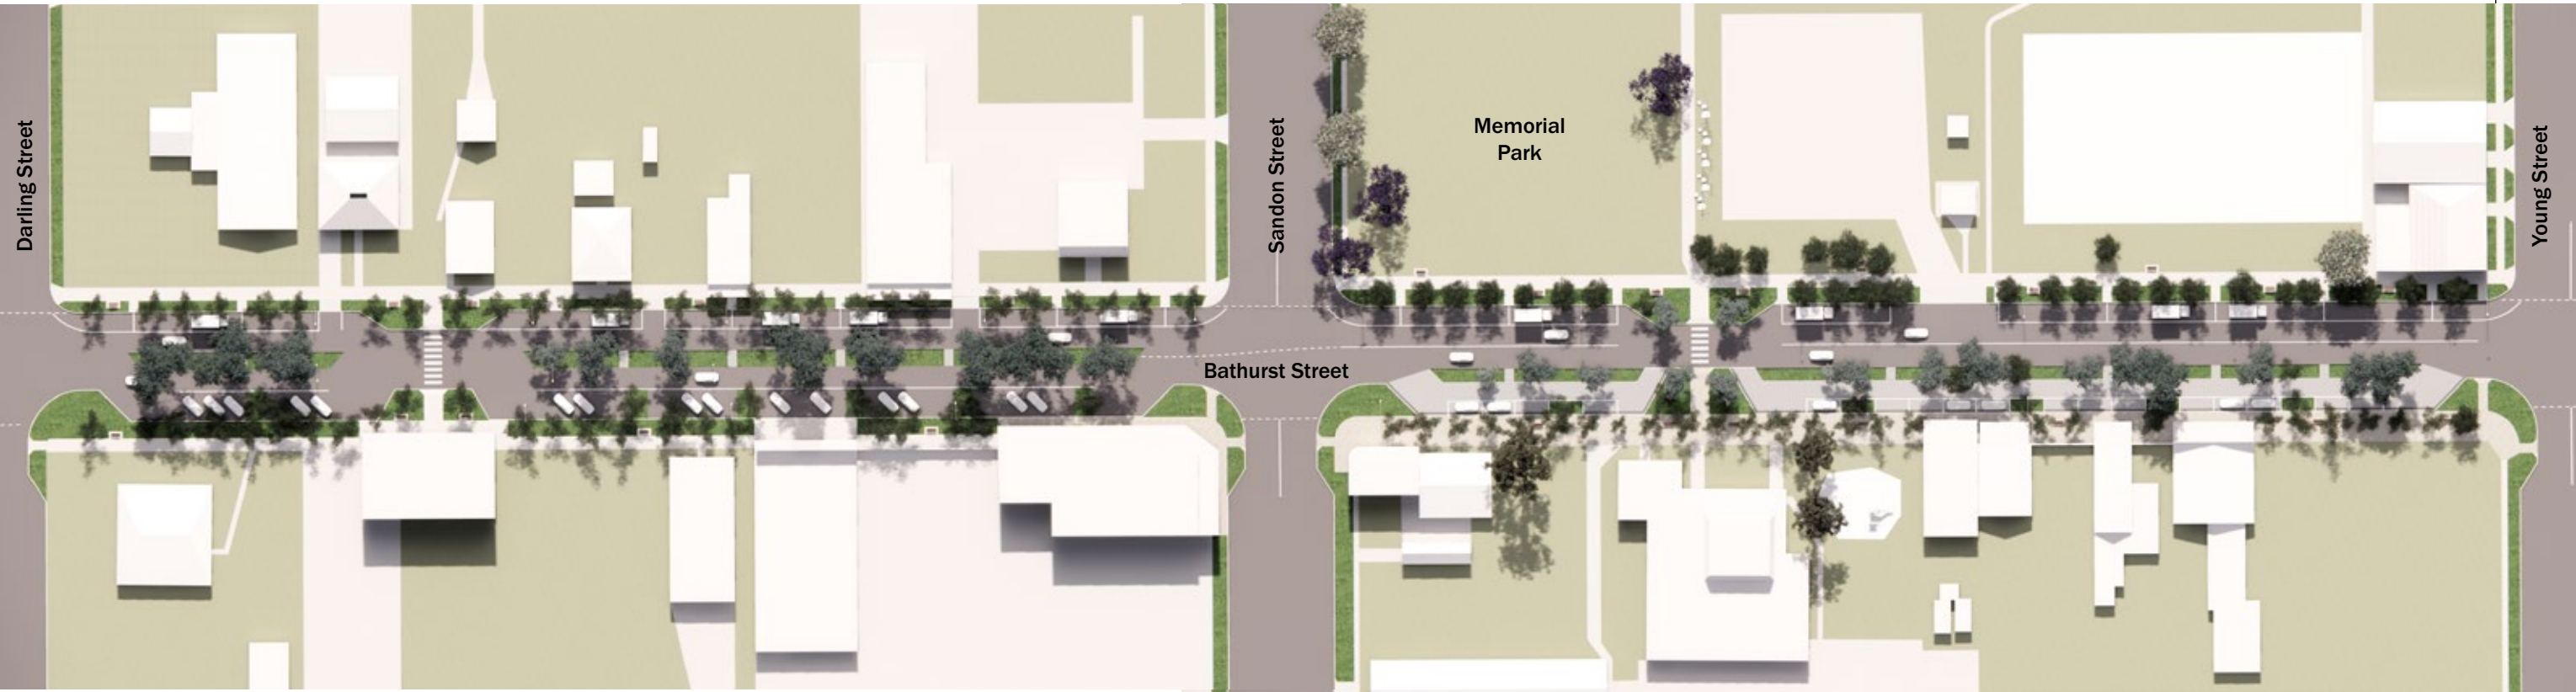 Darling Street
Sandon Street
Memorial
Park
Young Street
Bathurst Street